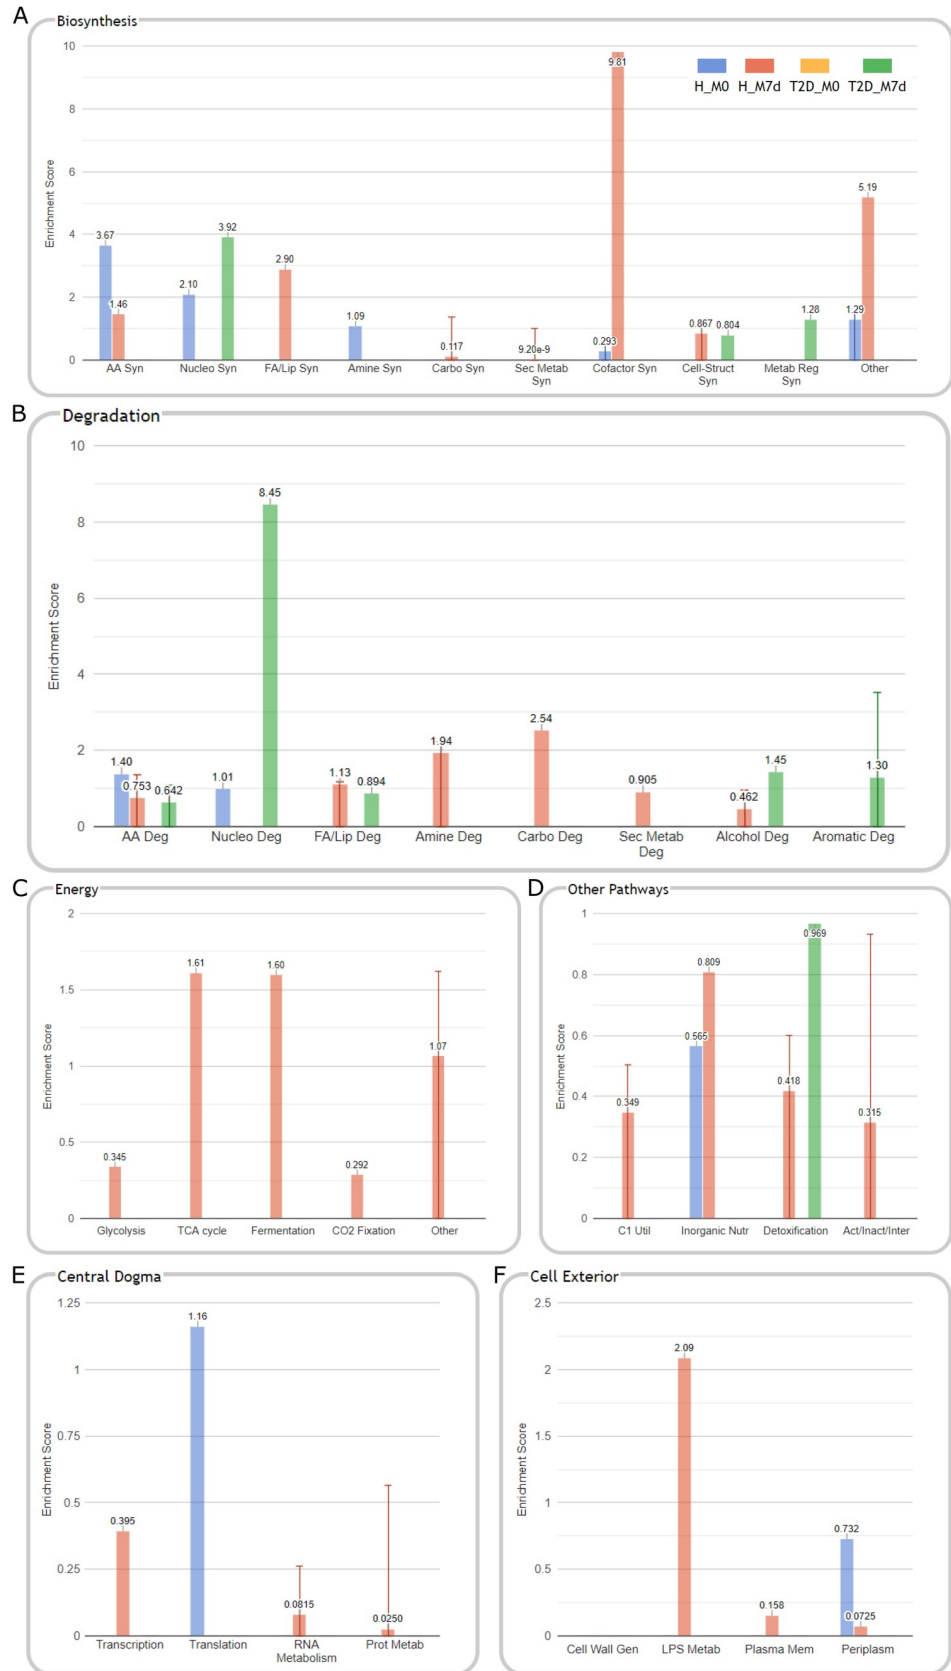 A
Biosynthesis
10
8
6
4
2
0
Enrichment Score
H_M0 H_M7d T2D_M0 T2D_M7d
3.67
1.46
2.10
3.92
2.90
1.09
0.117
9.20e-9
0.293
9.81
0.867
0.804
1.28
1.29
5.19
AA Syn Nucleo Syn FA/Lip Syn Amine Syn Carbo Syn Sec Metab Cofactor Syn Cell-Struct Metab Reg Other
Syn Syn Syn
B
Degradation
10
8
6
4
2
0
Enrichment Score
1.40
0.753
0.642
1.01
8.45
1.13
0.894
1.94
2.54
0.905
0.462
1.45
1.30
AA Deg Nucleo Deg FA/Lip Deg Amine Deg Carbo Deg Sec Metab Alcohol Deg Aromatic Deg
Deg
C
Energy
2
1.5
1
0.5
0
Enrichment Score
0.345
1.61
1.60
0.292
1.07
Glycolysis TCA cycle Fermentation CO2 Fixation Other
D
Other Pathways
1
0.8
0.6
0.4
0.2
0
Enrichment Score
0.349
0.565
0.809
0.418
0.969
0.315
C1 Util Inorganic Nutr Detoxification Act/Inact/Inter
E
Central Dogma
1.25
1
0.75
0.5
0.25
0
Enrichment Score
0.395
1.16
0.0815
0.0250
Transcription Translation RNA Prot Metab
Metabolism
F
Cell Exterior
2.5
2
1.5
1
0.5
0
Enrichment Score
2.09
0.158
0.732
0.0725
Cell Wall Gen LPS Metab Plasma Mem Periplasm